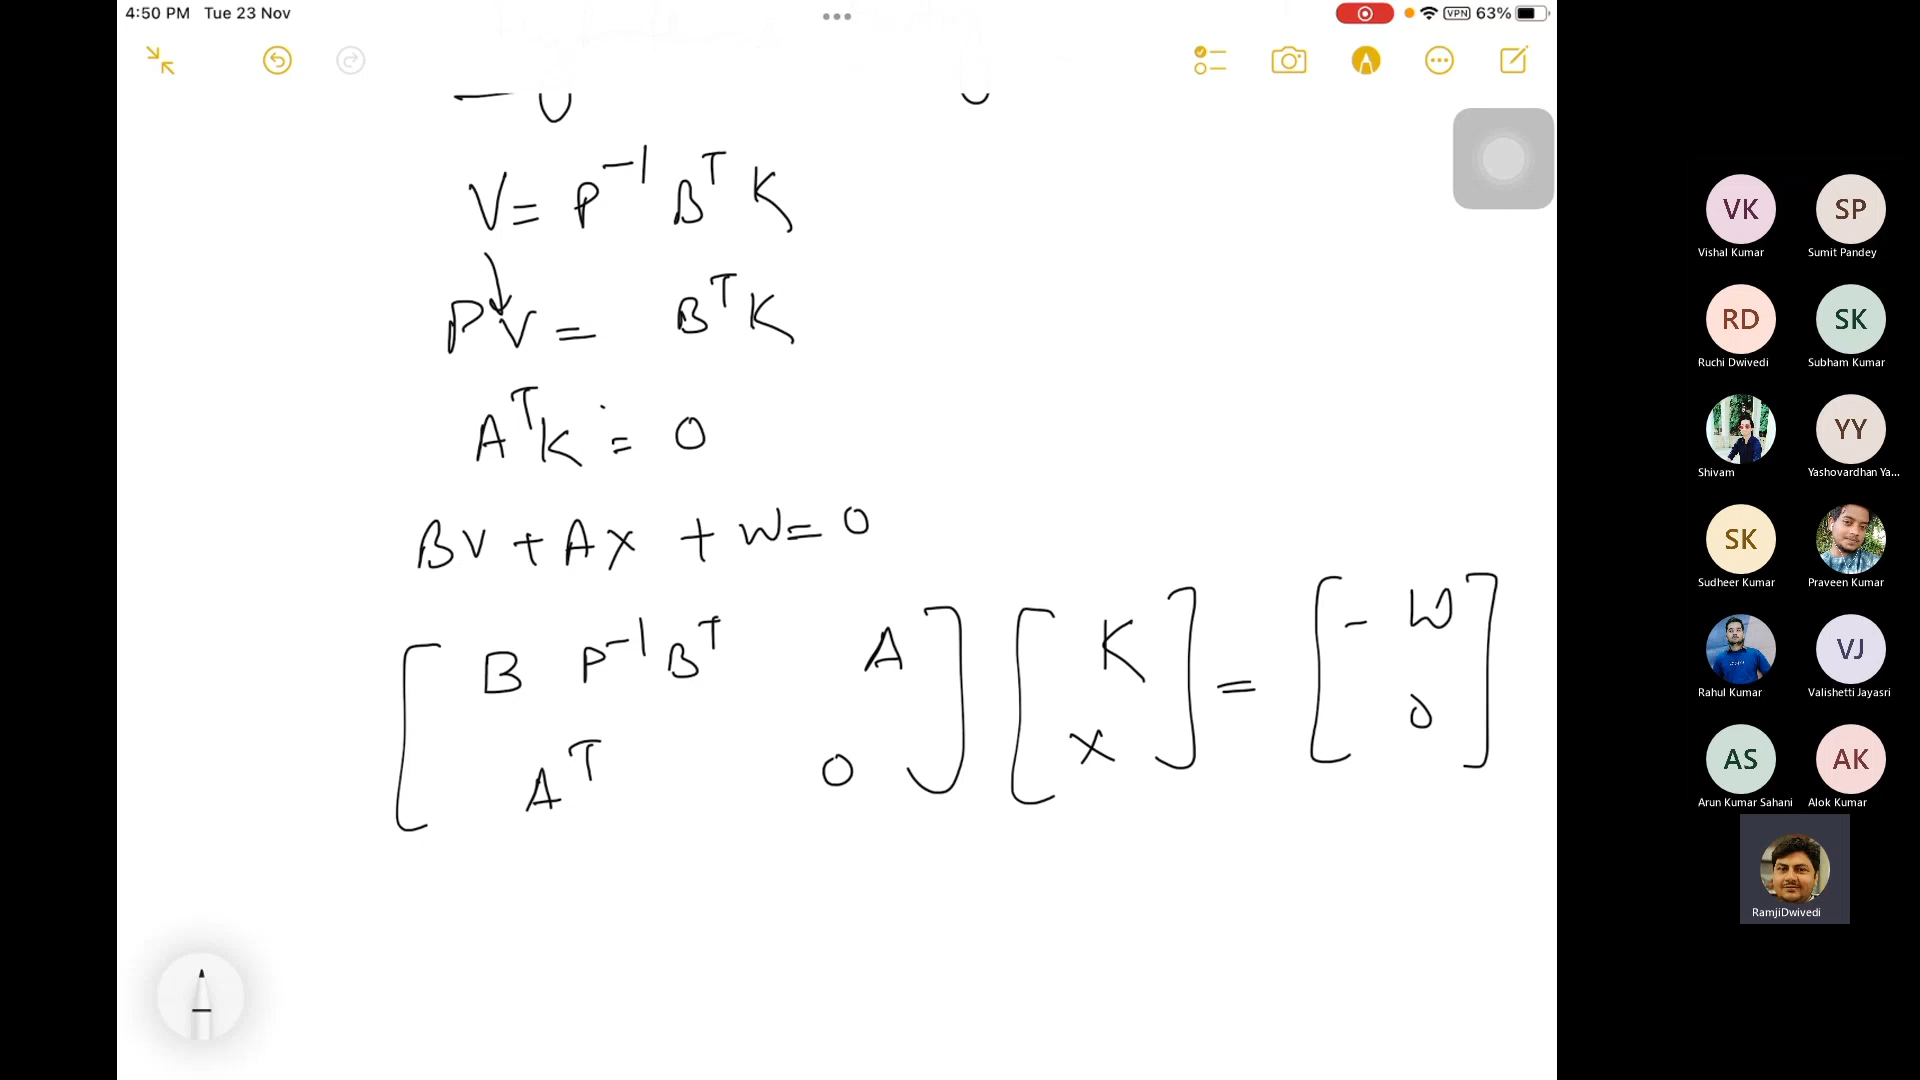 4:50 PM Tue 23 Nov
VPN 63%
V = P⁻¹ Bᵀ K
PV = Bᵀ K
Aᵀ K = 0
BV + AX + W = 0
[ B P⁻¹ Bᵀ A ] [ K ] = [ - W ]
[ Aᵀ 0 ] [ X ] [ 0 ]
VK SP
Vishal Kumar Sumit Pandey
RD SK
Ruchi Dwivedi Subham Kumar
YY
Shivam Yashovardhan Ya...
SK
Sudheer Kumar Praveen Kumar
VJ
Rahul Kumar Valishetti Jayasri
AS AK
Arun Kumar Sahani Alok Kumar
RamjiDwivedi